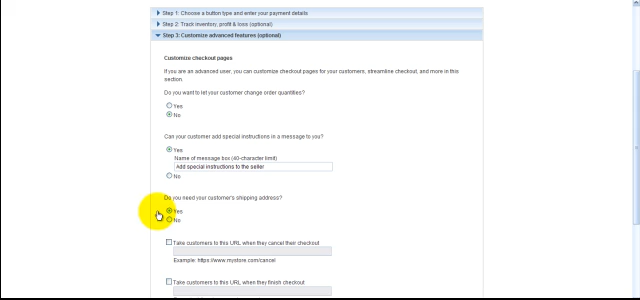 Step 1: Choose a button type and enter your payment details
Step 2: Track inventory, profit & loss (optional)
Step 3: Customize advanced features (optional)
Customize checkout pages
If you are an advanced user, you can customize checkout pages for your customers, streamline checkout, and more in this
section.
Do you want to let your customer change order quantities?
Yes
No
Can your customer add special instructions in a message to you?
Yes
Name of message box (40-character limit)
Add special instructions to the seller
No
Do you need your customer's shipping address?
Yes
No
Take customers to this URL when they cancel their checkout
Example: https://www.mystore.com/cancel
Take customers to this URL when they finish checkout